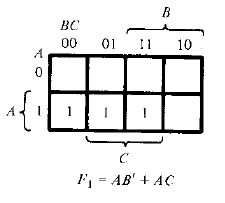 B
BC
A 00 01 11 10
0
A { 1 1 1 1
C
F₁ = AB' + AC